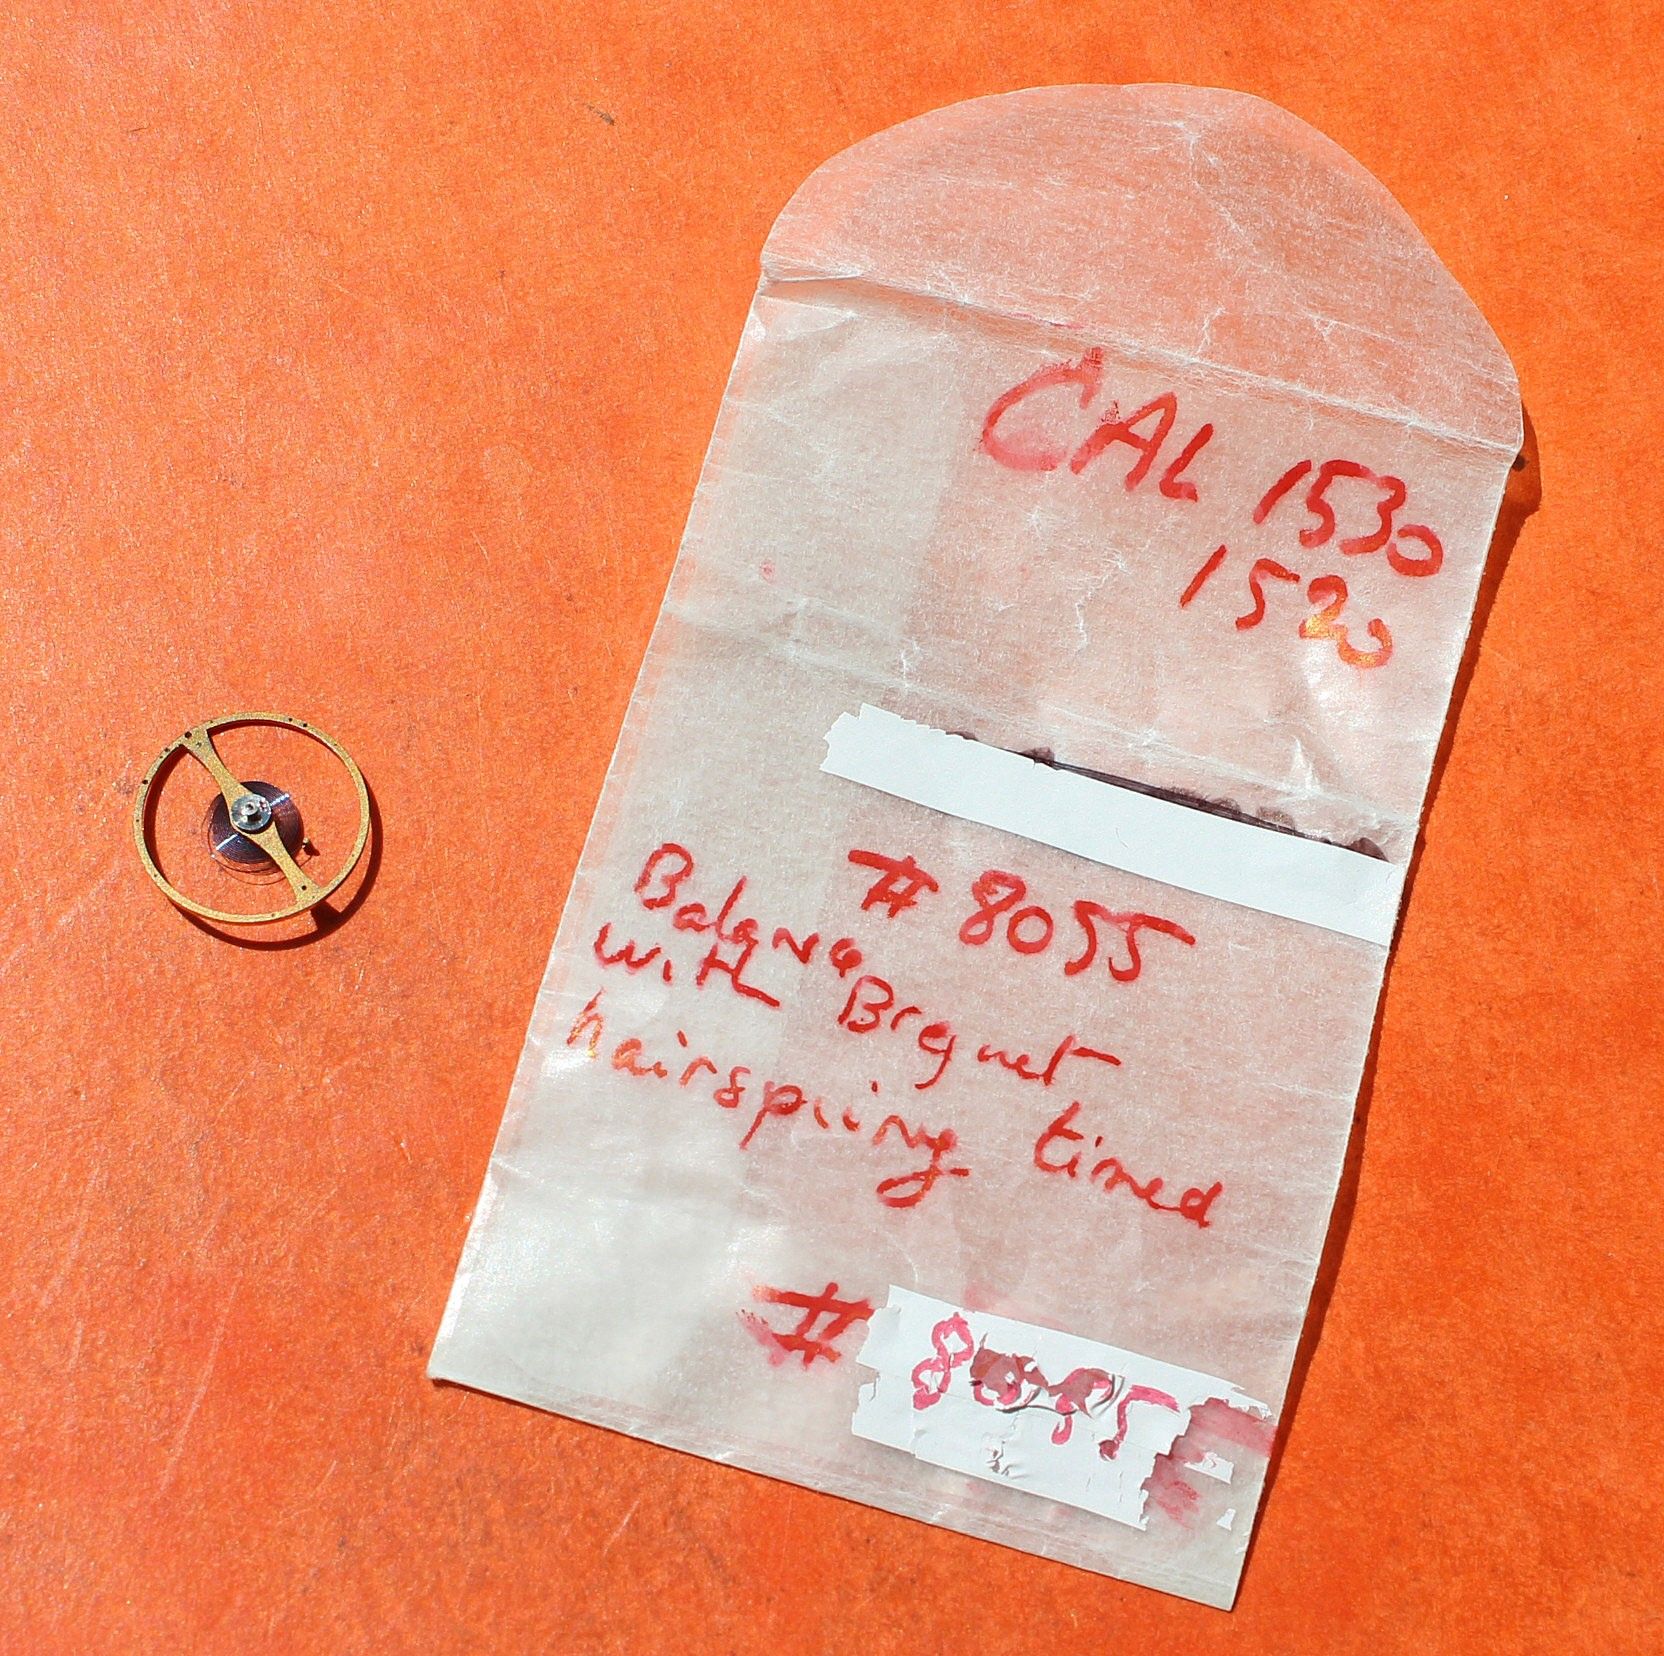 CAL 1530
1520
# 8055
Balance
with Breguet
hairspring timed
# 8055